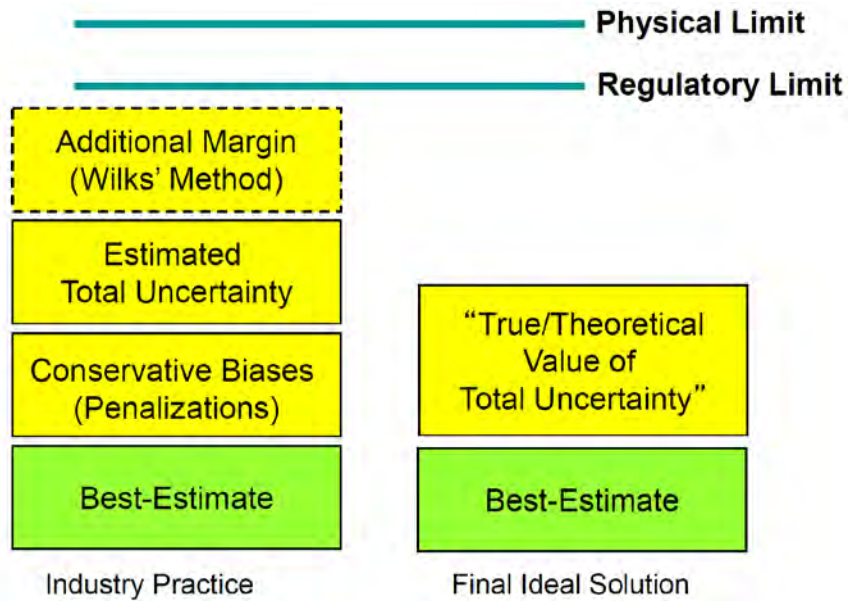 Physical Limit
Regulatory Limit
Additional Margin
(Wilks' Method)
Estimated
Total Uncertainty
Conservative Biases
(Penalizations)
Best-Estimate
Industry Practice
“True/Theoretical
Value of
Total Uncertainty”
Best-Estimate
Final Ideal Solution